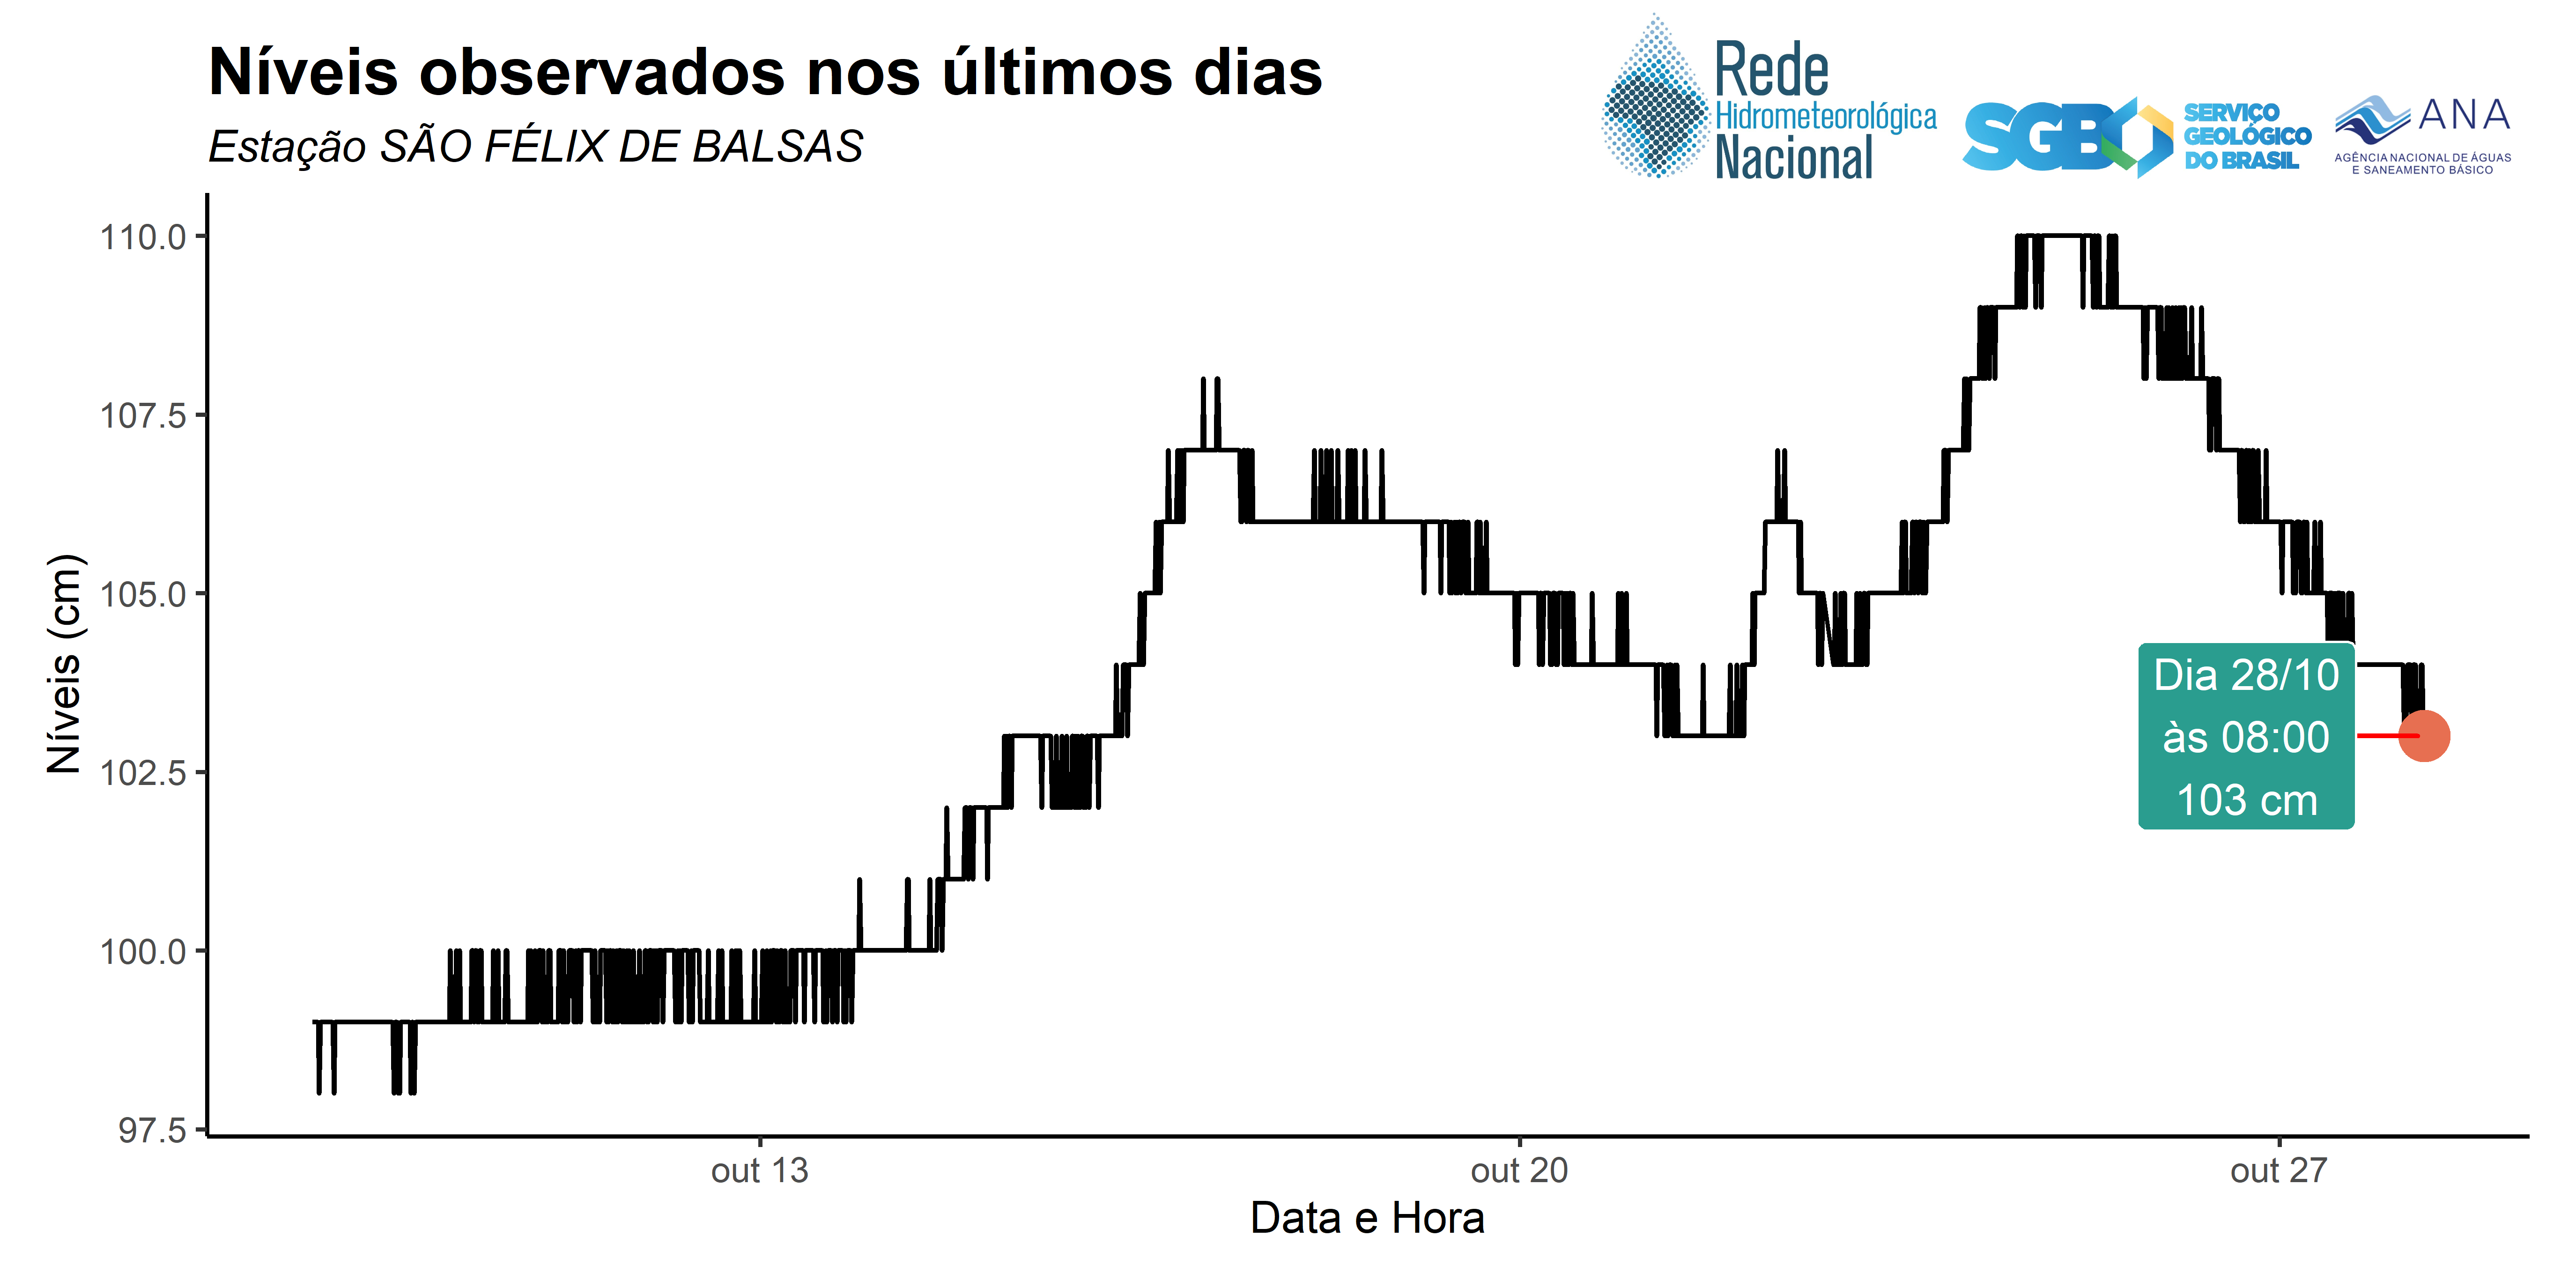 Níveis observados nos últimos dias
Estação SÃO FÉLIX DE BALSAS
Rede
Hidrometeorológica
Nacional
SGB
SERVIÇO
GEOLÓGICO
DO BRASIL
ANA
AGÊNCIA NACIONAL DE ÁGUAS
E SANEAMENTO BÁSICO
Níveis (cm)
110.0
107.5
105.0
102.5
100.0
97.5
Dia 28/10
às 08:00
103 cm
out 13
out 20
out 27
Data e Hora